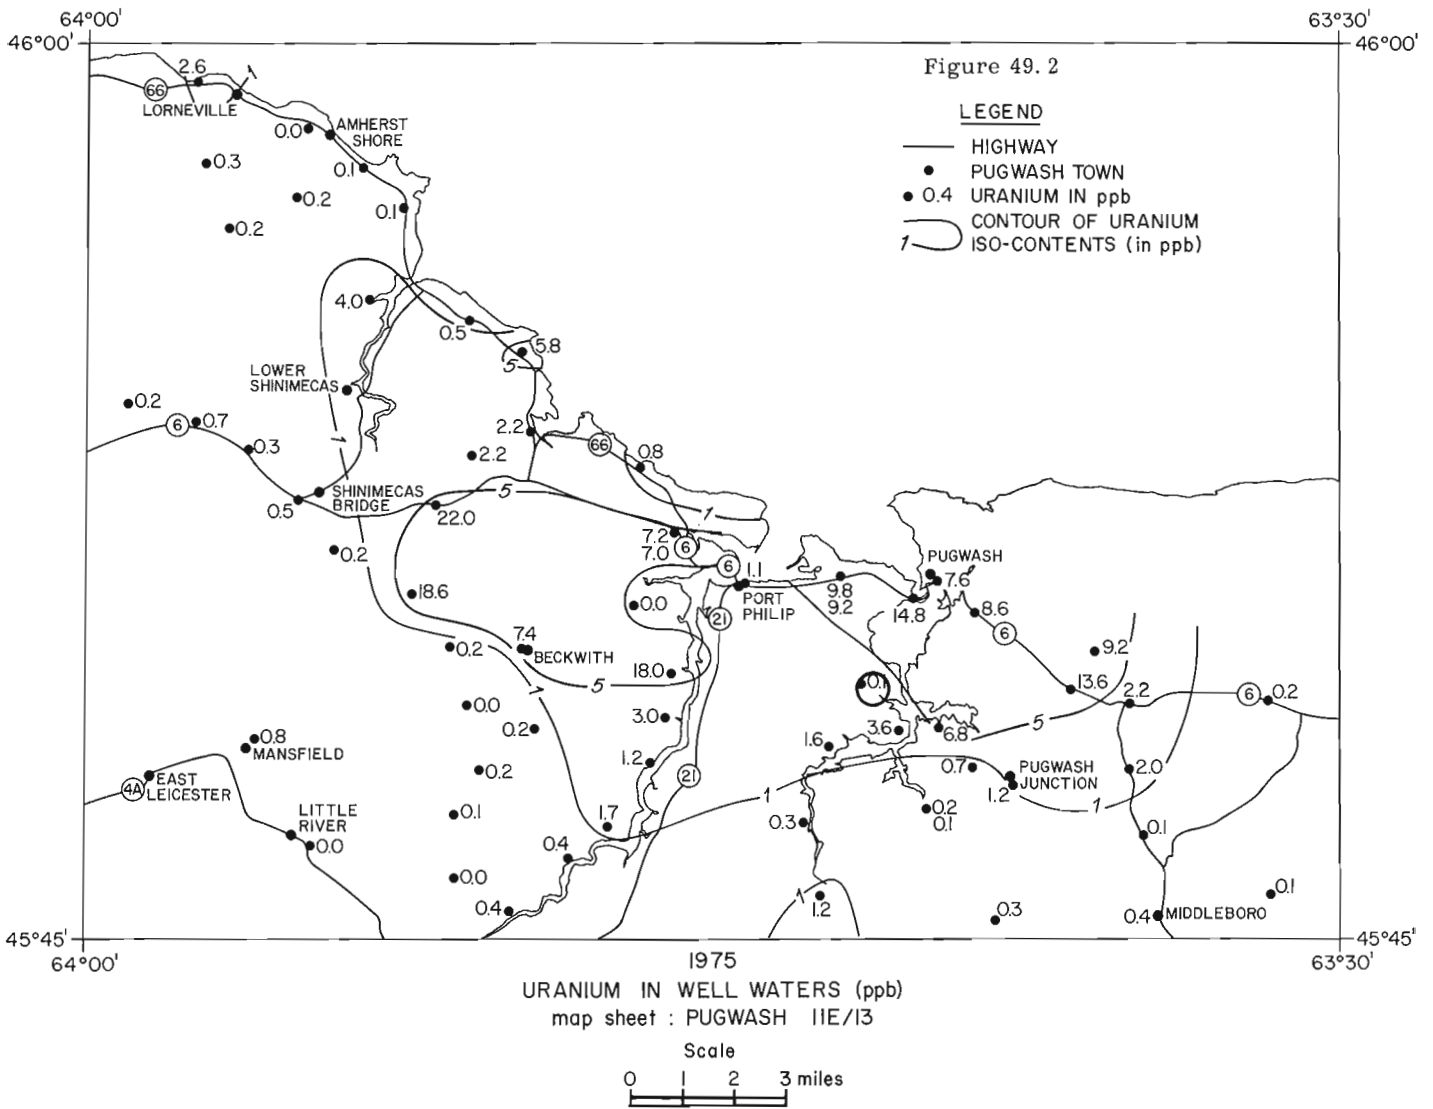 64°00'
63°30'
46°00'
46°00'
Figure 49.2
LEGEND
HIGHWAY
PUGWASH TOWN
0.4 URANIUM IN ppb
CONTOUR OF URANIUM
1 ISO-CONTENTS (in ppb)
2.6
1
66
LORNEVILLE
0.0
AMHERST
SHORE
0.3
0.1
0.2
0.1
0.2
4.0
0.5
5.8
5
LOWER
SHINIMECAS
0.2
6
0.7
0.3
1
2.2
66
2.2
0.8
SHINIMECAS
BRIDGE
0.5
22.0
5
1
0.2
7.2
7.0
6
6
1.1
PORT
PHILIP
9.8
9.2
PUGWASH
7.6
14.8
8.6
6
18.6
0.0
21
7.4
BECKWITH
0.2
18.0
5
1
9.2
13.6
0.1
2.2
6
0.2
0.0
0.2
3.0
3.6
6.8
5
1.6
0.8
MANSFIELD
0.2
1.2
21
0.7
PUGWASH
JUNCTION
1.2
2.0
1
EAST
LEICESTER
4A
LITTLE
RIVER
0.0
0.1
1.7
1
0.3
0.2
0.1
0.1
0.4
0.0
0.4
1
1.2
0.3
0.4
MIDDLEBORO
0.1
45°45'
45°45"
64°00'
1975
63°30'
URANIUM IN WELL WATERS (ppb)
map sheet : PUGWASH 11E/13
Scale
0 1 2 3 miles